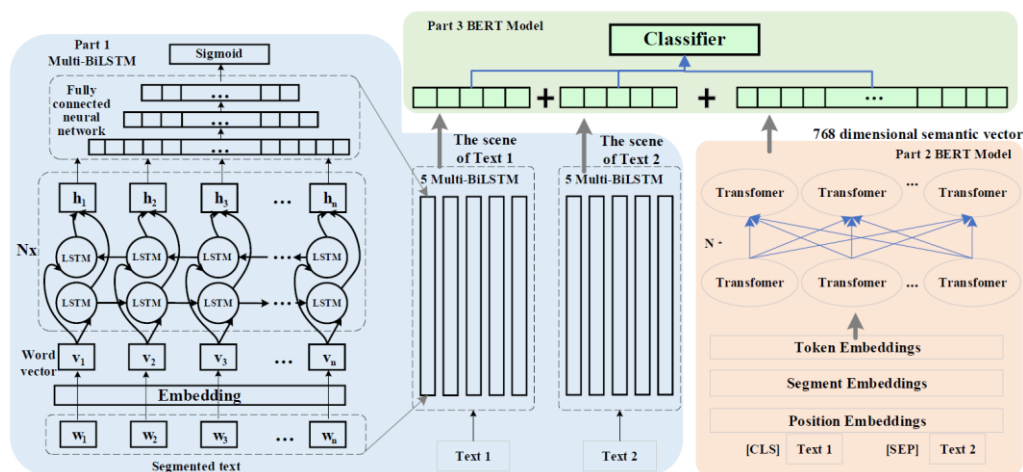 Part 1
Multi-BiLSTM
Sigmoid
Fully
connected
neural
network
...
...
...
h1
h2
h3
...
hn
Nx
LSTM
LSTM
LSTM
...
LSTM
LSTM
LSTM
LSTM
...
LSTM
Word
vector
v1
v2
v3
...
vn
Embedding
w1
w2
w3
...
wn
Segmented text
The scene
of Text 1
5 Multi-BiLSTM
Text 1
The scene
of Text 2
5 Multi-BiLSTM
Text 2
Part 3 BERT Model
Classifier
+
+
...
768 dimensional semantic vector
Part 2 BERT Model
Transfomer
Transfomer
...
Transfomer
N -
Transfomer
Transfomer
...
Transfomer
Token Embeddings
Segment Embeddings
Position Embeddings
[CLS] Text 1 [SEP] Text 2